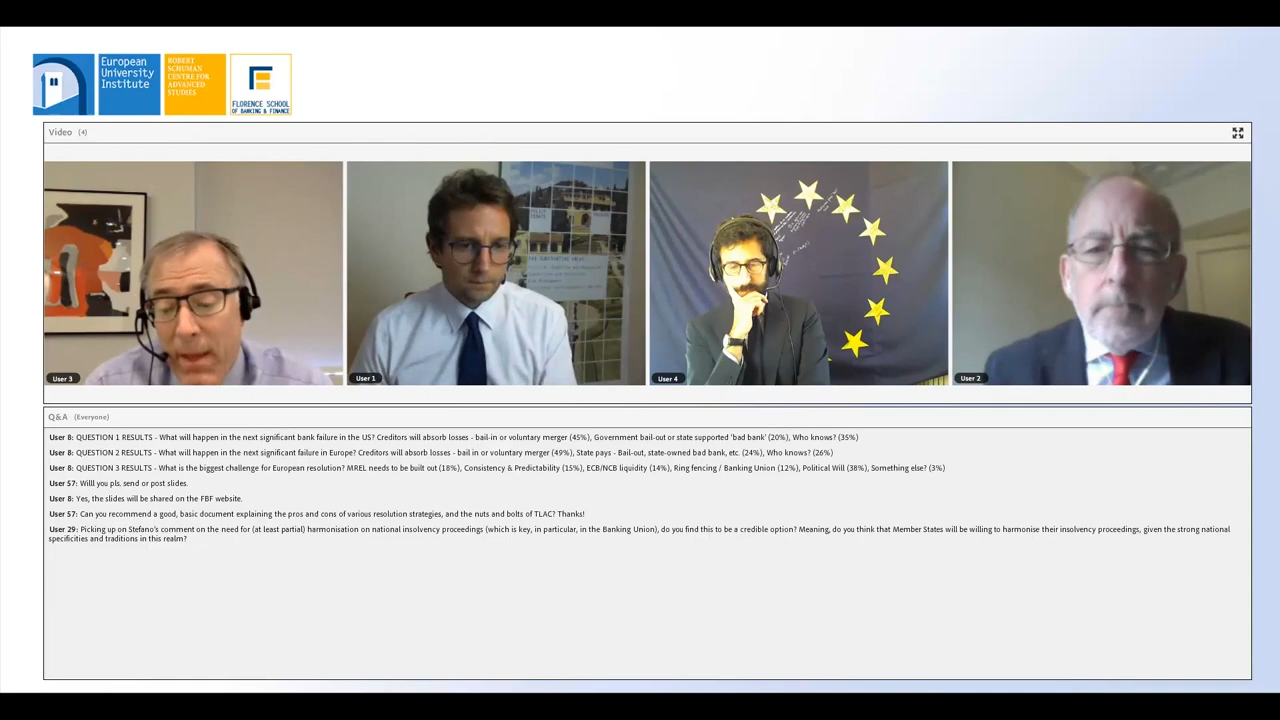 European
University
Institute
ROBERT
SCHUMAN
CENTRE FOR
ADVANCED
STUDIES
FLORENCE SCHOOL
OF BANKING & FINANCE
Video (4)
User 3
User 1
User 4
User 2
Q&A (Everyone)
User 8: QUESTION 1 RESULTS - What will happen in the next significant bank failure in the US? Creditors will absorb losses - bail-in or voluntary merger (45%), Government bail-out or state supported 'bad bank' (20%), Who knows? (35%)
User 8: QUESTION 2 RESULTS - What will happen in the next significant failure in Europe? Creditors will absorb losses - bail in or voluntary merger (49%), State pays - Bail-out, state-owned bad bank, etc. (24%), Who knows? (26%)
User 8: QUESTION 3 RESULTS - What is the biggest challenge for European resolution? MREL needs to be built out (18%), Consistency & Predictability (15%), ECB/NCB liquidity (14%), Ring fencing / Banking Union (12%), Political Will (38%), Something else? (3%)
User 57: Willl you pls. send or post slides.
User 8: Yes, the slides will be shared on the FBF website.
User 57: Can you recommend a good, basic document explaining the pros and cons of various resolution strategies, and the nuts and bolts of TLAC? Thanks!
User 29: Picking up on Stefano's comment on the need for (at least partial) harmonisation on national insolvency proceedings (which is key, in particular, in the Banking Union), do you find this to be a credible option? Meaning, do you think that Member States will be willing to harmonise their insolvency proceedings, given the strong national
specificities and traditions in this realm?